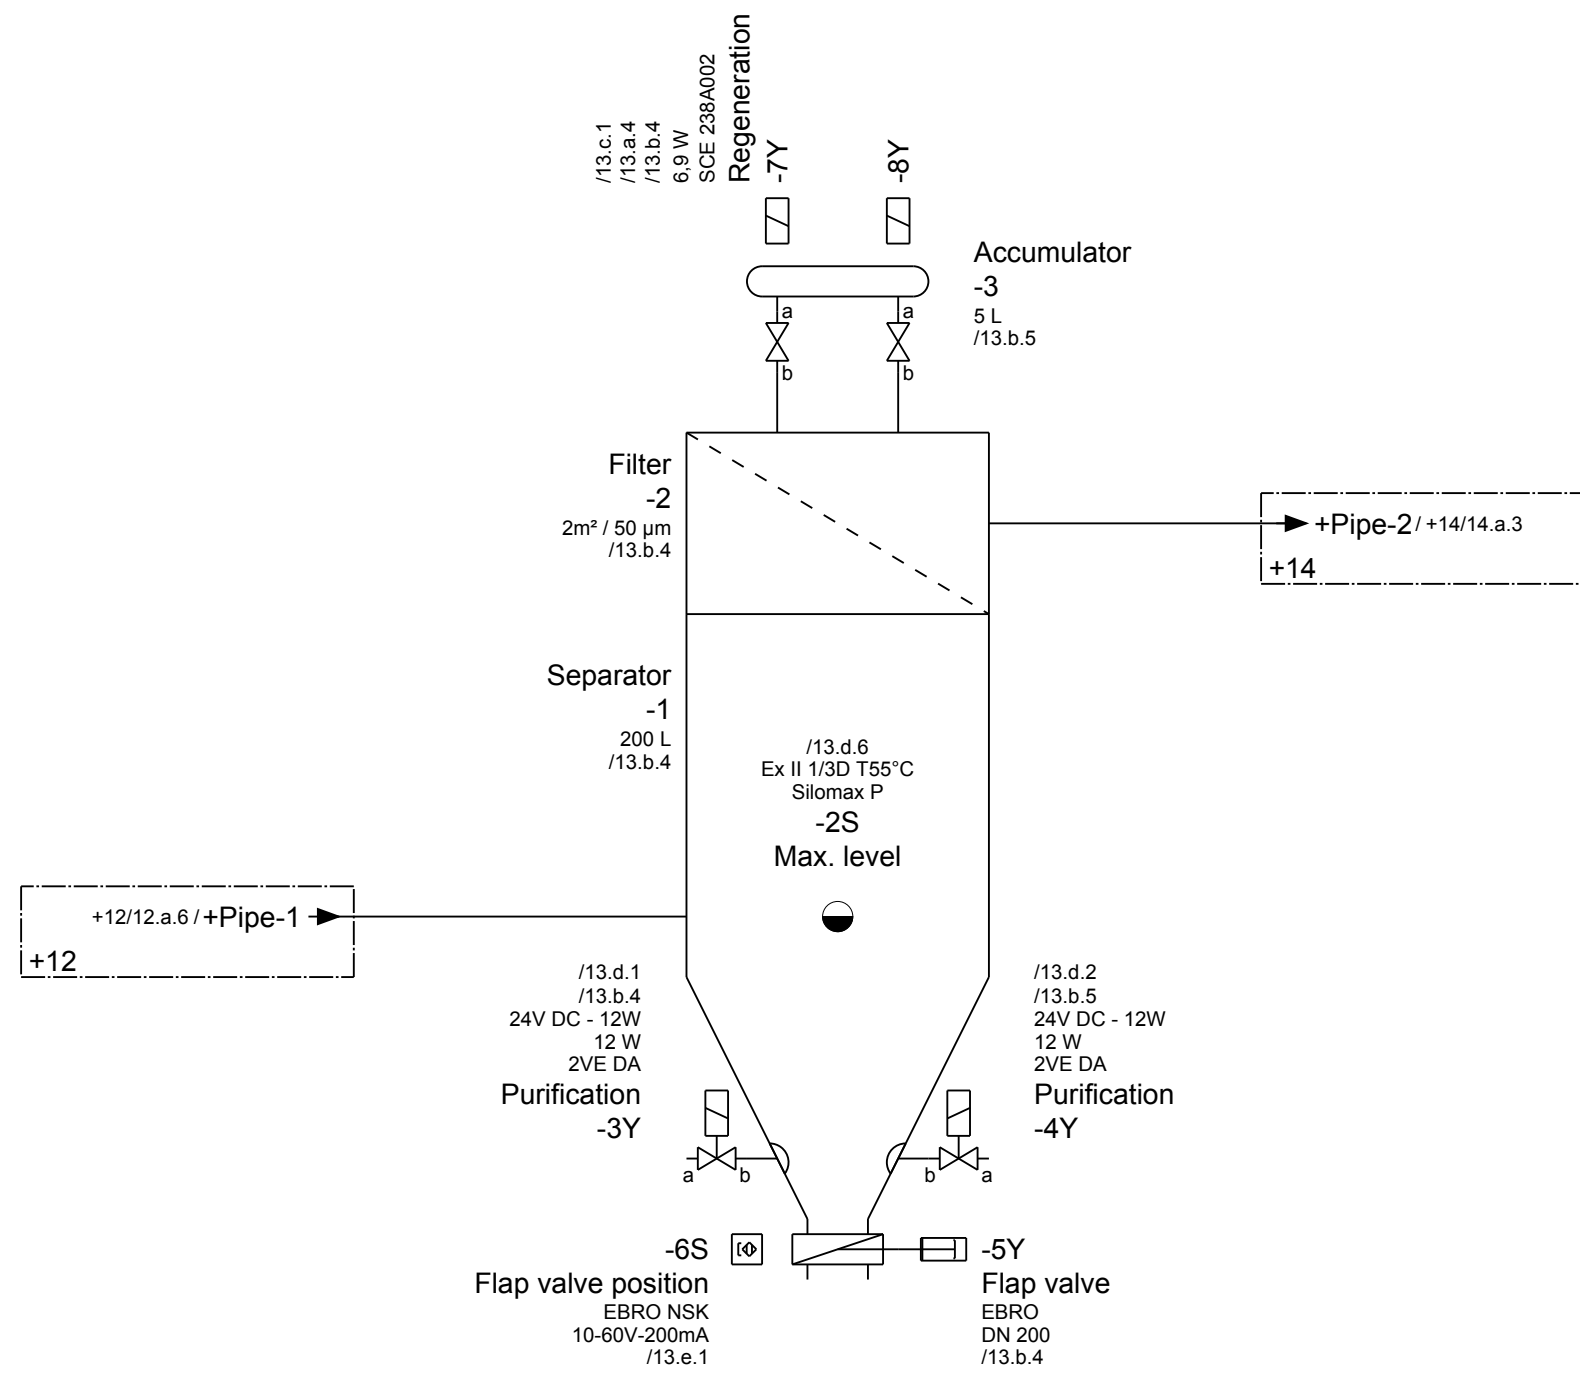 /13.c.1
/13.a.4
/13.b.4
6,9 W
SCE 238A002
Regeneration
-7Y
-8Y
Accumulator
-3
5 L
/13.b.5
a
a
b
b
Filter
-2
2m² / 50 µm
/13.b.4
+Pipe-2 / +14/14.a.3
+14
Separator
-1
200 L
/13.b.4
/13.d.6
Ex II 1/3D T55°C
Silomax P
-2S
Max. level
+12/12.a.6 / +Pipe-1
+12
/13.d.1
/13.b.4
24V DC - 12W
12 W
2VE DA
Purification
-3Y
a
b
/13.d.2
/13.b.5
24V DC - 12W
12 W
2VE DA
Purification
-4Y
b
a
-6S
Flap valve position
EBRO NSK
10-60V-200mA
/13.e.1
-5Y
Flap valve
EBRO
DN 200
/13.b.4